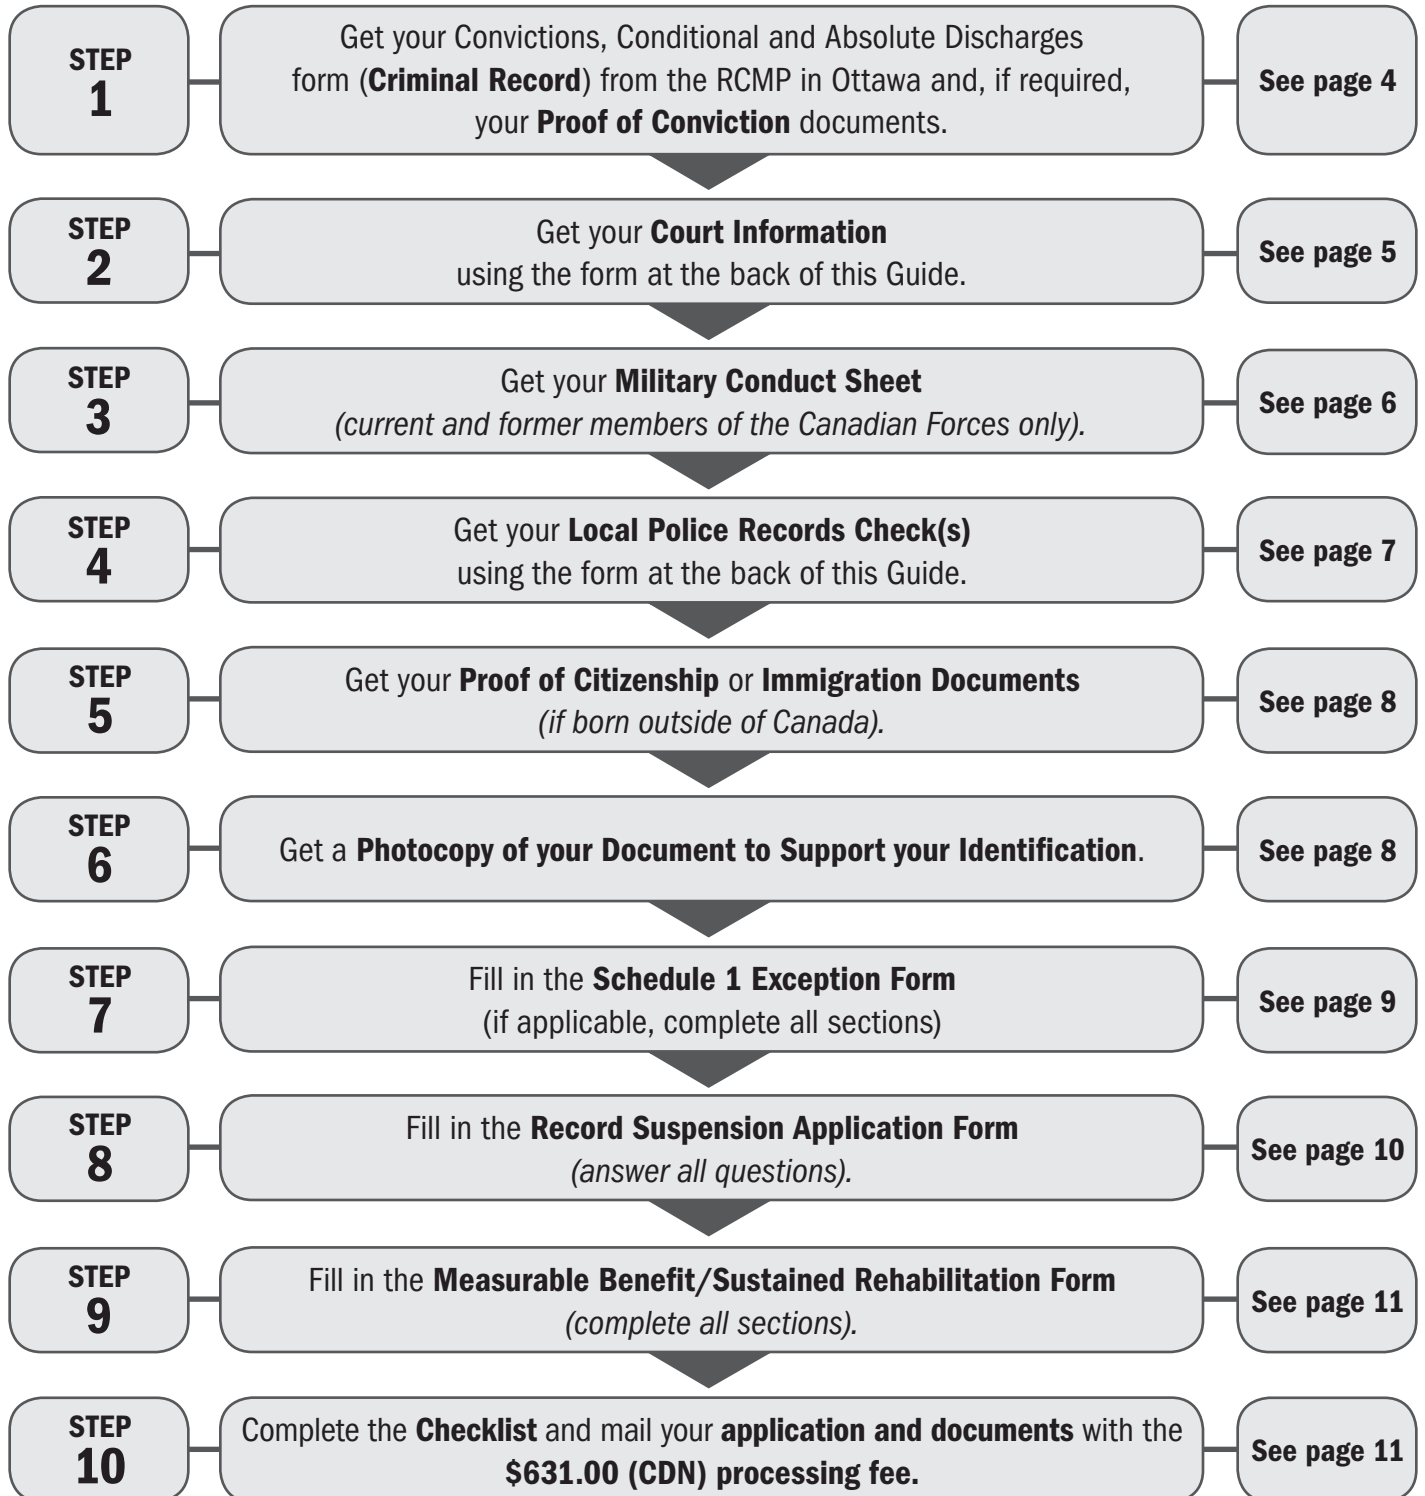 STEP
1
Get your Convictions, Conditional and Absolute Discharges
form (Criminal Record) from the RCMP in Ottawa and, if required,
your Proof of Conviction documents.
See page 4
STEP
2
Get your Court Information
using the form at the back of this Guide.
See page 5
STEP
3
Get your Military Conduct Sheet
(current and former members of the Canadian Forces only).
See page 6
STEP
4
Get your Local Police Records Check(s)
using the form at the back of this Guide.
See page 7
STEP
5
Get your Proof of Citizenship or Immigration Documents
(if born outside of Canada).
See page 8
STEP
6
Get a Photocopy of your Document to Support your Identification.
See page 8
STEP
7
Fill in the Schedule 1 Exception Form
(if applicable, complete all sections)
See page 9
STEP
8
Fill in the Record Suspension Application Form
(answer all questions).
See page 10
STEP
9
Fill in the Measurable Benefit/Sustained Rehabilitation Form
(complete all sections).
See page 11
STEP
10
Complete the Checklist and mail your application and documents with the
$631.00 (CDN) processing fee.
See page 11